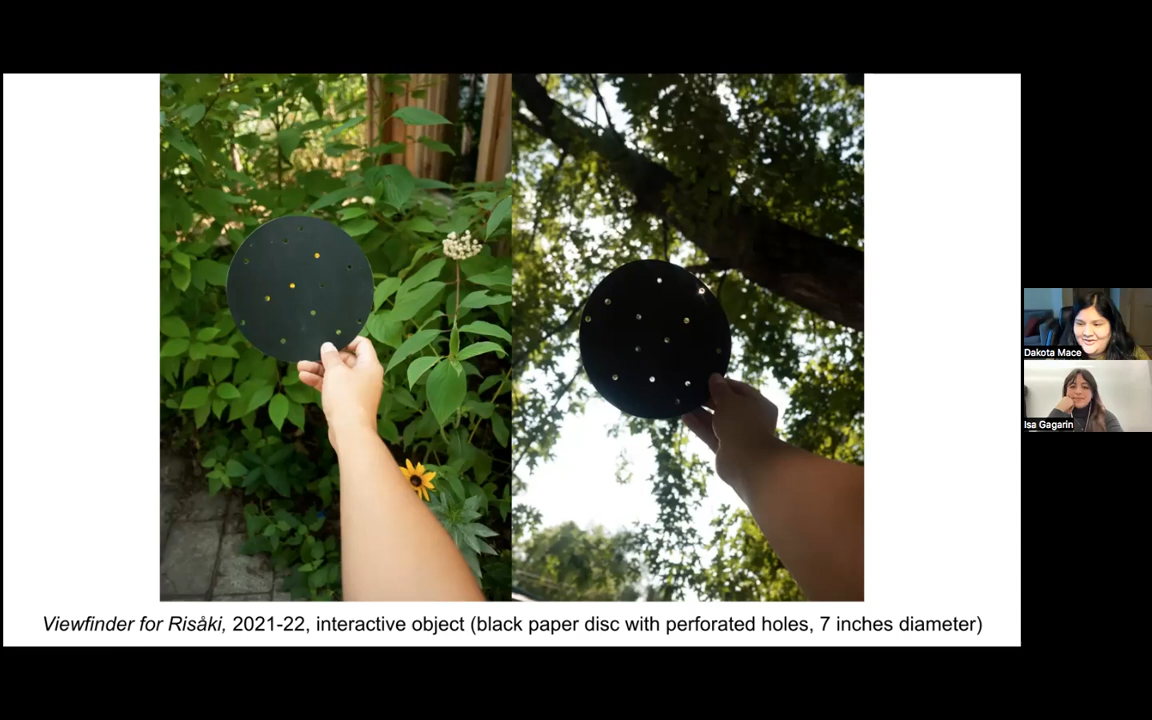 Dakota Mace
Isa Gagarin
Viewfinder for Risåki, 2021-22, interactive object (black paper disc with perforated holes, 7 inches diameter)